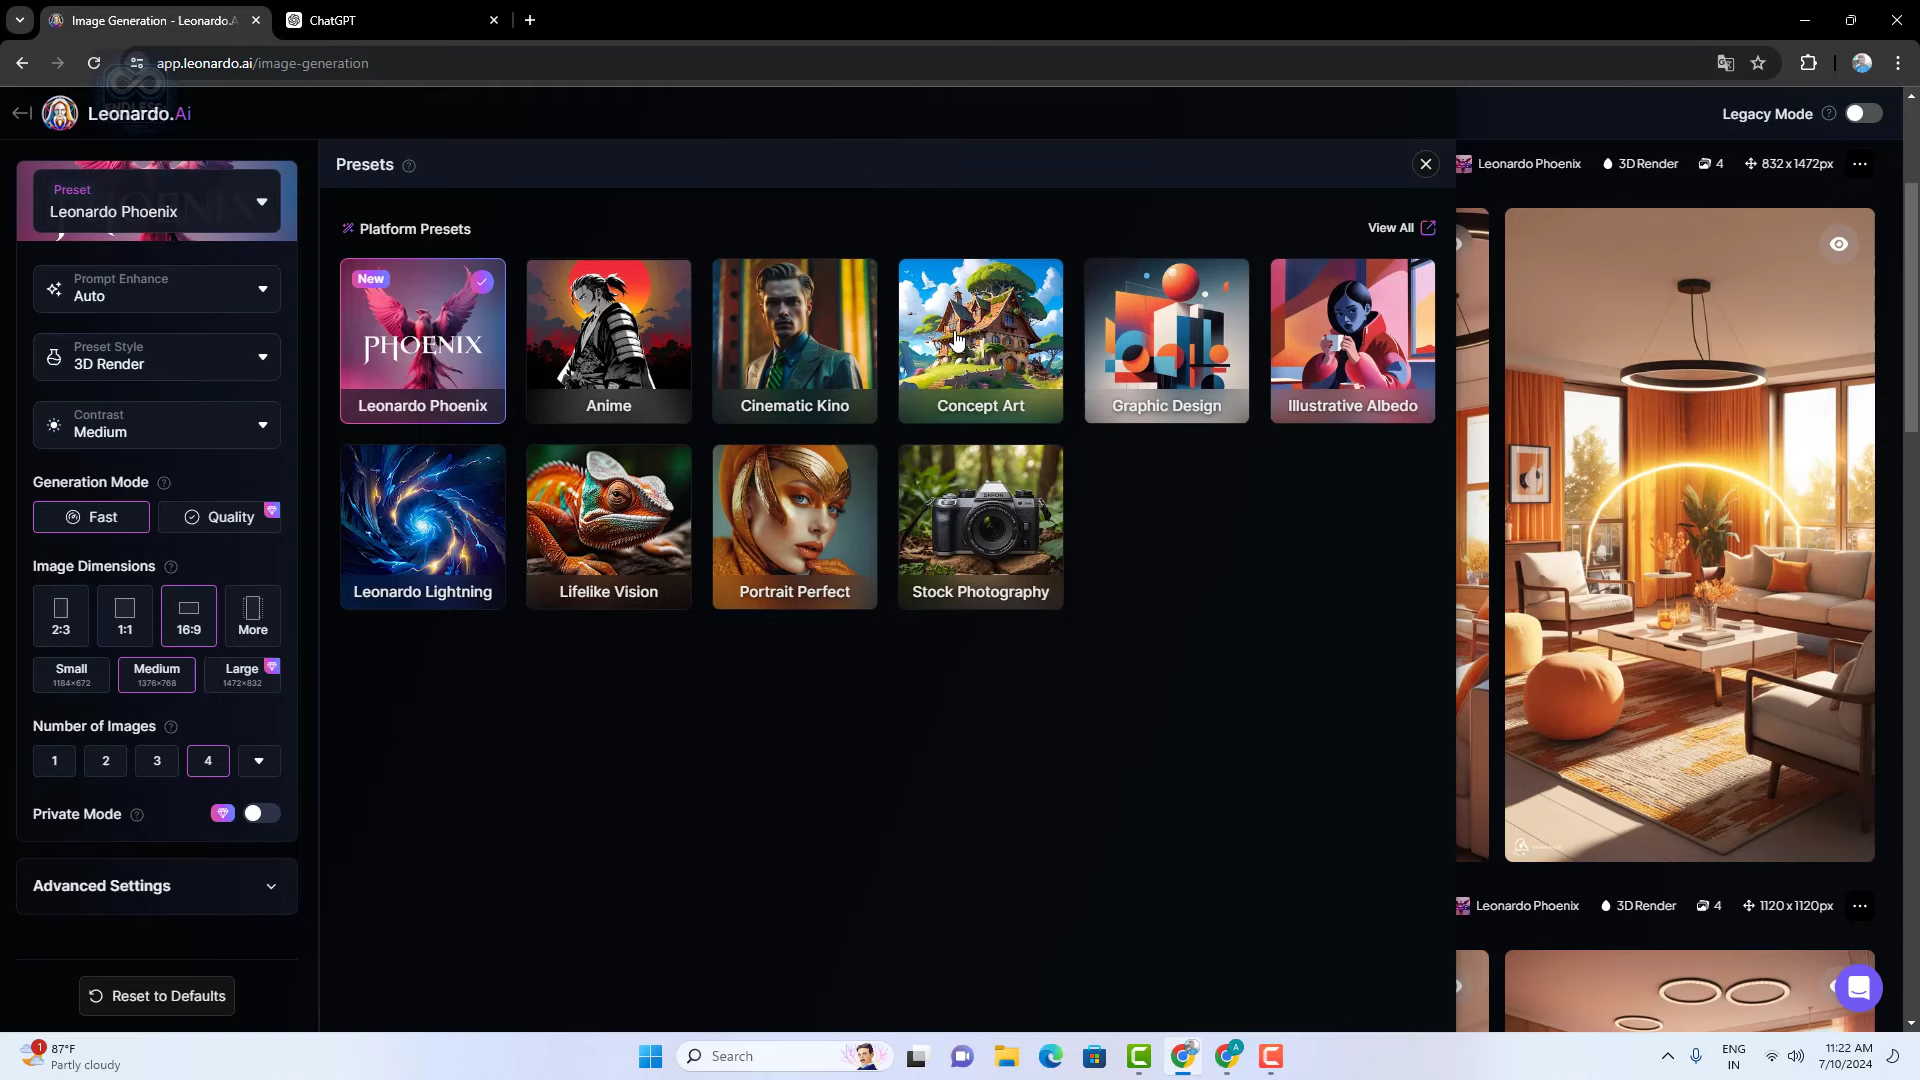 Image Generation - Leonardo.A
ChatGPT
app.leonardo.ai/image-generation
Leonardo.Ai
Legacy Mode
Preset
Leonardo Phoenix
Presets
Leonardo Phoenix
3D Render
4
832 x 1472px
Platform Presets
View All
New
PHOENIX
Leonardo Phoenix
Anime
Cinematic Kino
Concept Art
Graphic Design
Illustrative Albedo
Prompt Enhance
Auto
Preset Style
3D Render
Contrast
Medium
Leonardo Lightning
Lifelike Vision
Portrait Perfect
Stock Photography
Generation Mode
Fast
Quality
Image Dimensions
2:3
1:1
16:9
More
Small
1184×672
Medium
1376×768
Large
1472×832
Number of Images
1
2
3
4
Private Mode
Advanced Settings
Leonardo Phoenix
3D Render
4
1120 x 1120px
Reset to Defaults
1
87°F
Partly cloudy
Search
A
ENG
IN
11:22 AM
7/10/2024